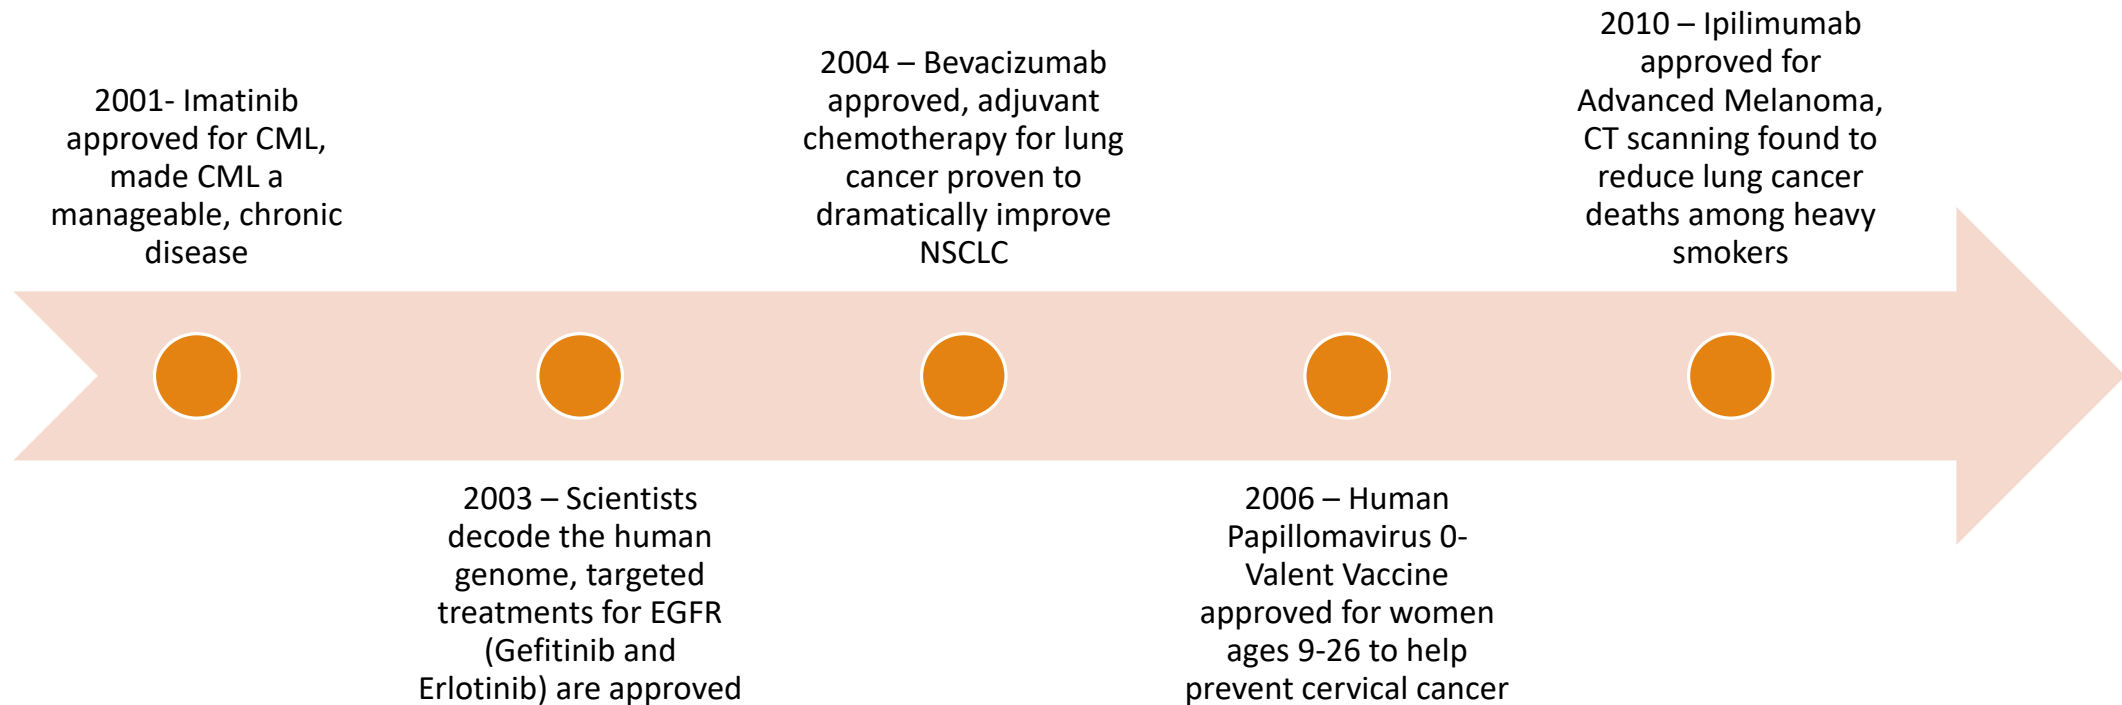 2001- Imatinib
approved for CML,
made CML a
manageable, chronic
disease
2003 – Scientists
decode the human
genome, targeted
treatments for EGFR
(Gefitinib and
Erlotinib) are approved
2004 – Bevacizumab
approved, adjuvant
chemotherapy for lung
cancer proven to
dramatically improve
NSCLC
2006 – Human
Papillomavirus 0-
Valent Vaccine
approved for women
ages 9-26 to help
prevent cervical cancer
2010 – Ipilimumab
approved for
Advanced Melanoma,
CT scanning found to
reduce lung cancer
deaths among heavy
smokers